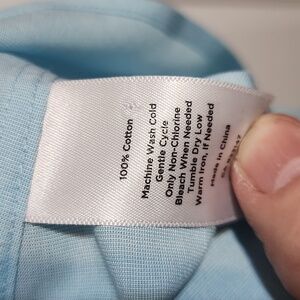 100% Cotton
Machine Wash Cold
Gentle Cycle
Only Non-Chlorine
Bleach When Needed
Tumble Dry Low
Warm Iron, If Needed
Made in China